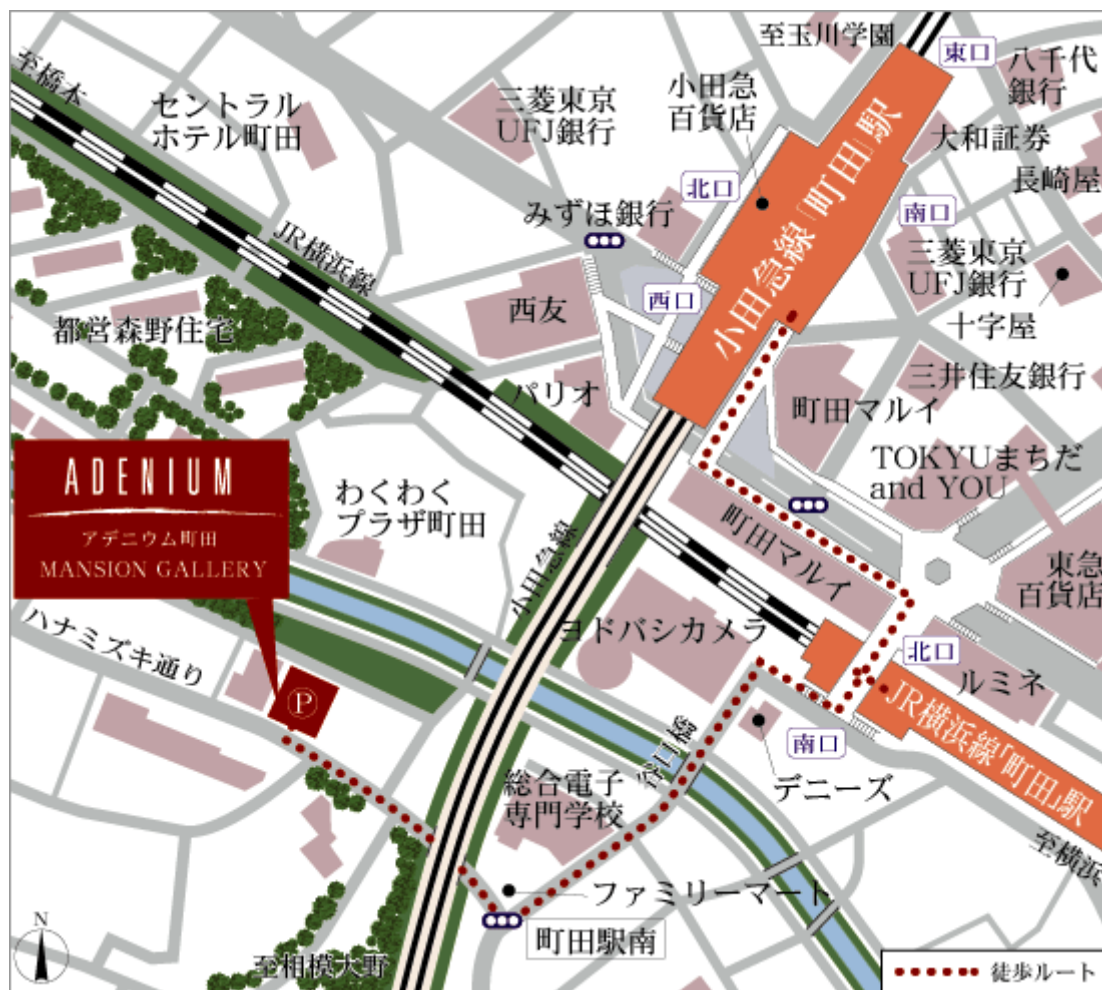 至玉川学園
東口
八千代
銀行
至橋本
セントラル
ホテル町田
三菱東京
UFJ銀行
小田急
百貨店
大和証券
長崎屋
北口
南口
みずほ銀行
小田急線「町田」駅
三菱東京
UFJ銀行
JR横浜線
西口
西友
十字屋
都営森野住宅
三井住友銀行
パリオ
町田マルイ
ADENIUM
アデニウム町田
MANSION GALLERY
わくわく
プラザ町田
TOKYUまちだ
and YOU
町田マルイ
小田急線
東急
百貨店
ヨドバシカメラ
ハナミズキ通り
北口
ルミネ
P
JR横浜線「町田」駅
南口
谷口橋
デニーズ
総合電子
専門学校
至横浜
ファミリーマート
町田駅南
N
至相模大野
徒歩ルート